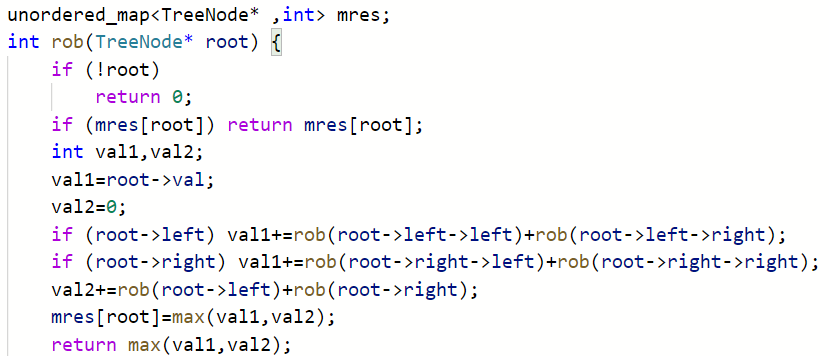 unordered_map<TreeNode* ,int> mres;
int rob(TreeNode* root) {
    if (!root)
        return 0;
    if (mres[root]) return mres[root];
    int val1,val2;
    val1=root->val;
    val2=0;
    if (root->left) val1+=rob(root->left->left)+rob(root->left->right);
    if (root->right) val1+=rob(root->right->left)+rob(root->right->right);
    val2+=rob(root->left)+rob(root->right);
    mres[root]=max(val1,val2);
    return max(val1,val2);